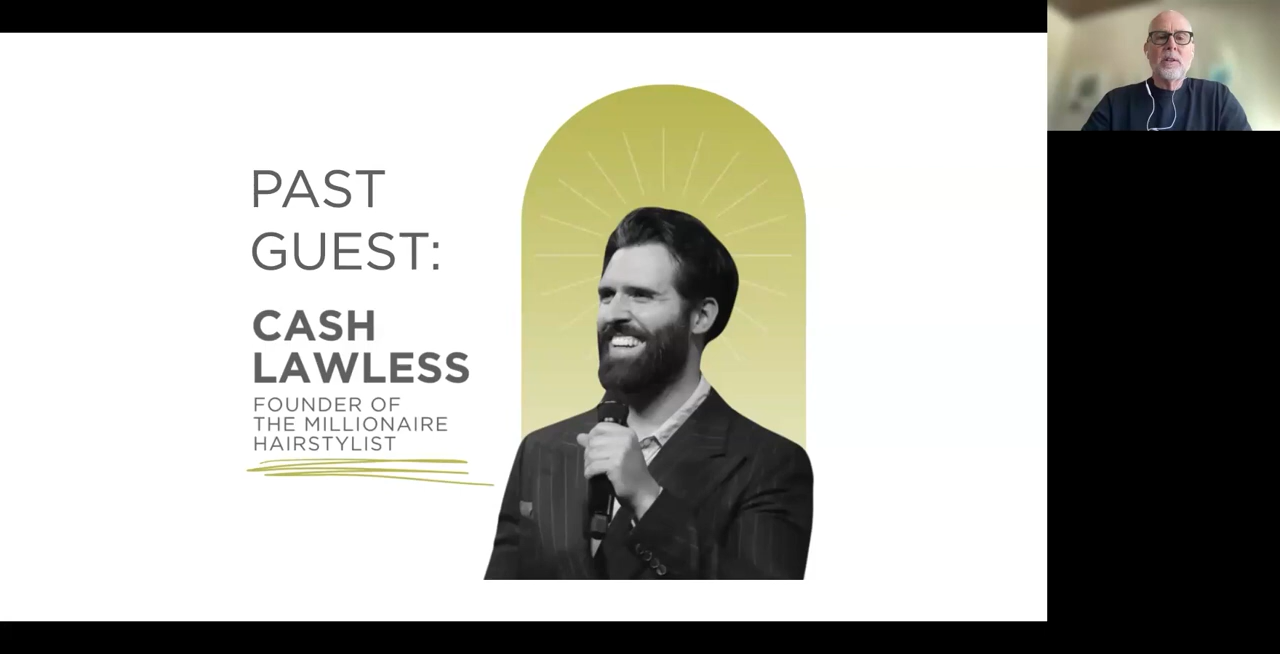 PAST
GUEST:
CASH
LAWLESS
FOUNDER OF
THE MILLIONAIRE
HAIRSTYLIST